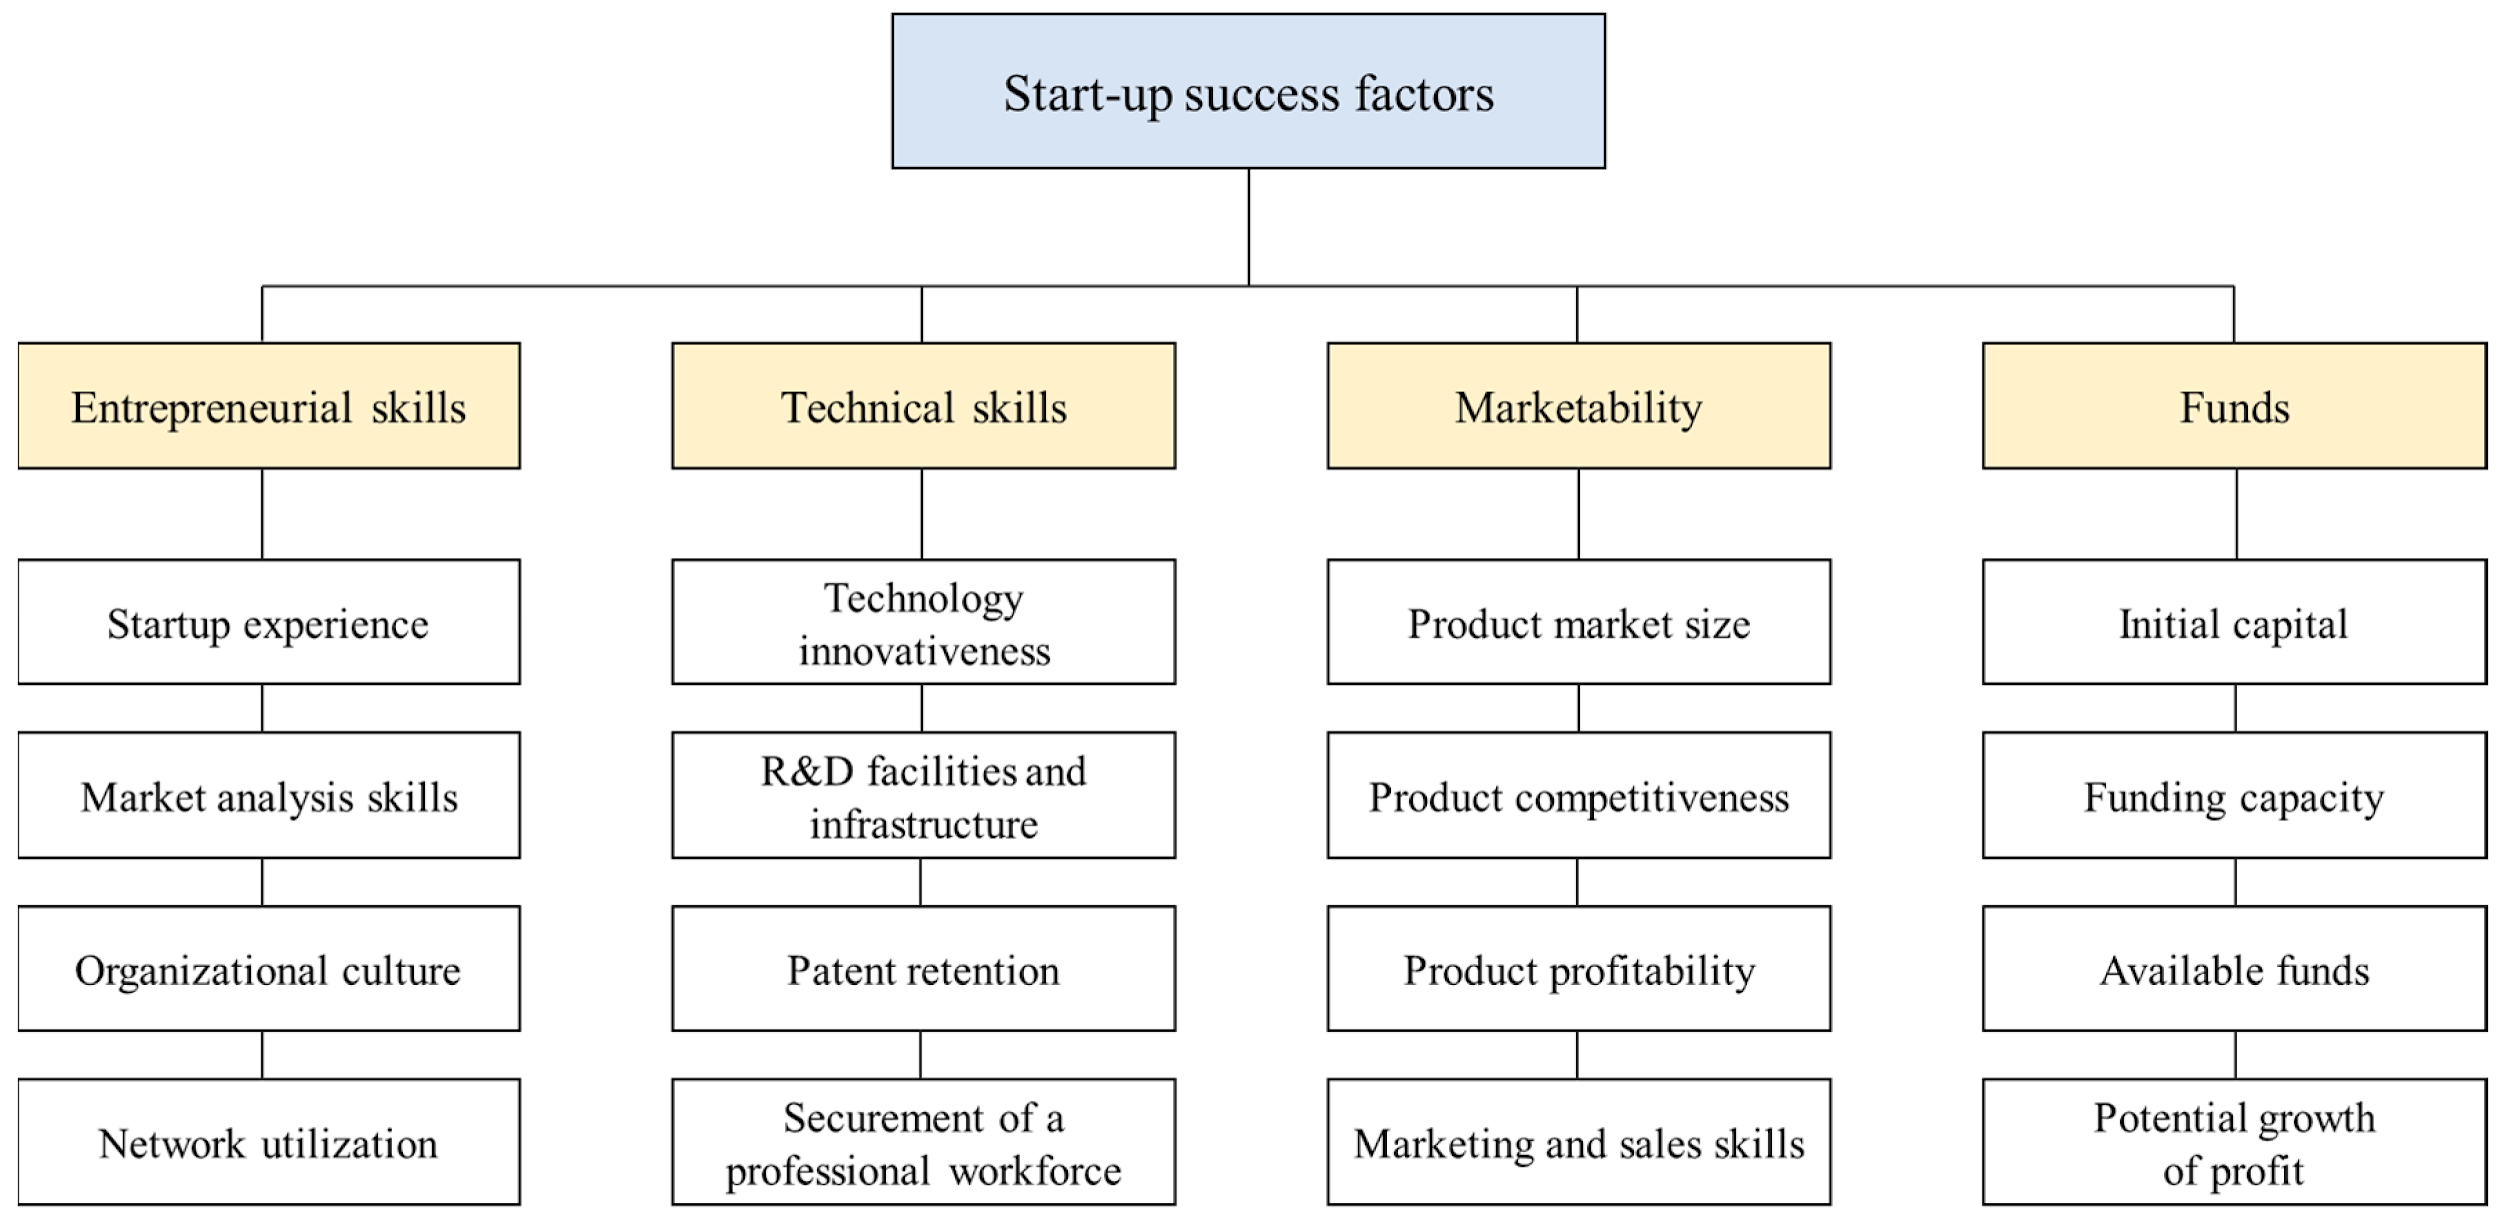 Start-up success factors
Entrepreneurial skills
Technical skills
Marketability
Funds
Startup experience
Technology
innovativeness
Product market size
Initial capital
Market analysis skills
R&D facilities and
infrastructure
Product competitiveness
Funding capacity
Organizational culture
Patent retention
Product profitability
Available funds
Network utilization
Securement of a
professional workforce
Marketing and sales skills
Potential growth
of profit